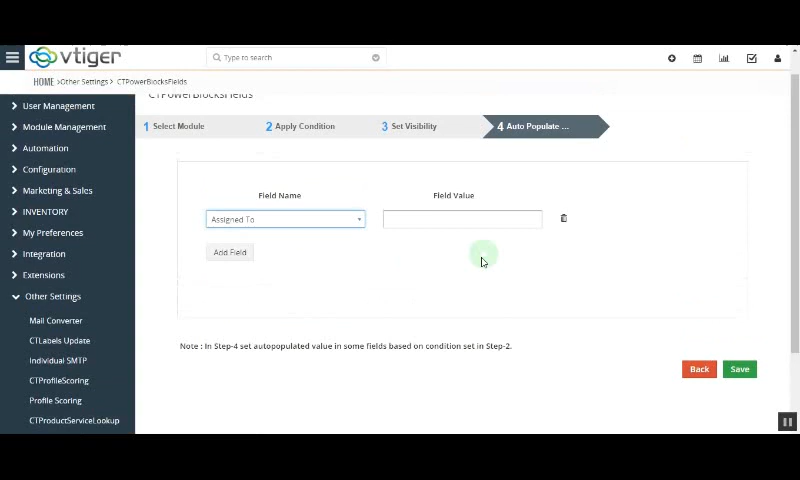 vtiger
Type to search
HOME >Other Settings > CTPowerBlocksFields
CTPowerBlocksFields
User Management
Module Management
Automation
Configuration
Marketing & Sales
INVENTORY
My Preferences
Integration
Extensions
Other Settings
Mail Converter
CTLabels Update
Individual SMTP
CTProfileScoring
Profile Scoring
CTProductServiceLookup
1 Select Module
2 Apply Condition
3 Set Visibility
4 Auto Populate ...
Field Name
Field Value
Assigned To
Add Field
Note : In Step-4 set autopopulated value in some fields based on condition set in Step-2.
Back
Save